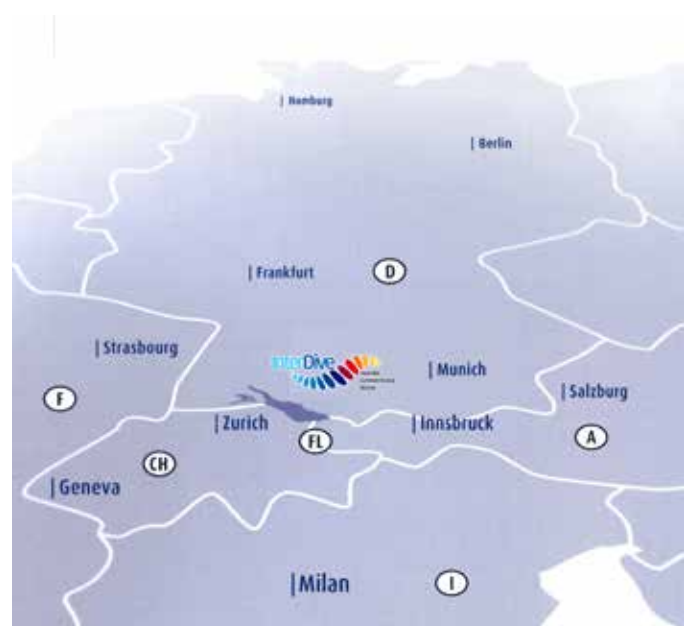 Hamburg
Berlin
Frankfurt
D
Strasbourg
InterDive
Munich
Salzburg
F
Zurich
FL
Innsbruck
A
CH
Geneva
Milan
I